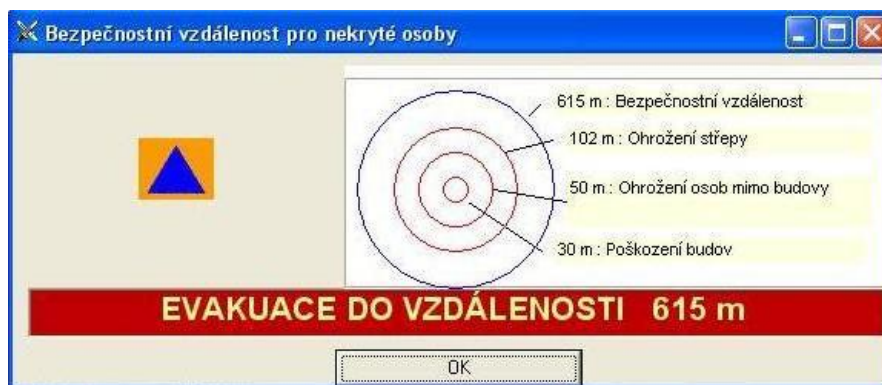 Bezpečnostní vzdálenost pro nekryté osoby
615 m : Bezpečnostní vzdálenost
102 m : Ohrožení střepy
50 m : Ohrožení osob mimo budovy
30 m : Poškození budov
EVAKUACE DO VZDÁLENOSTI 615 m
OK